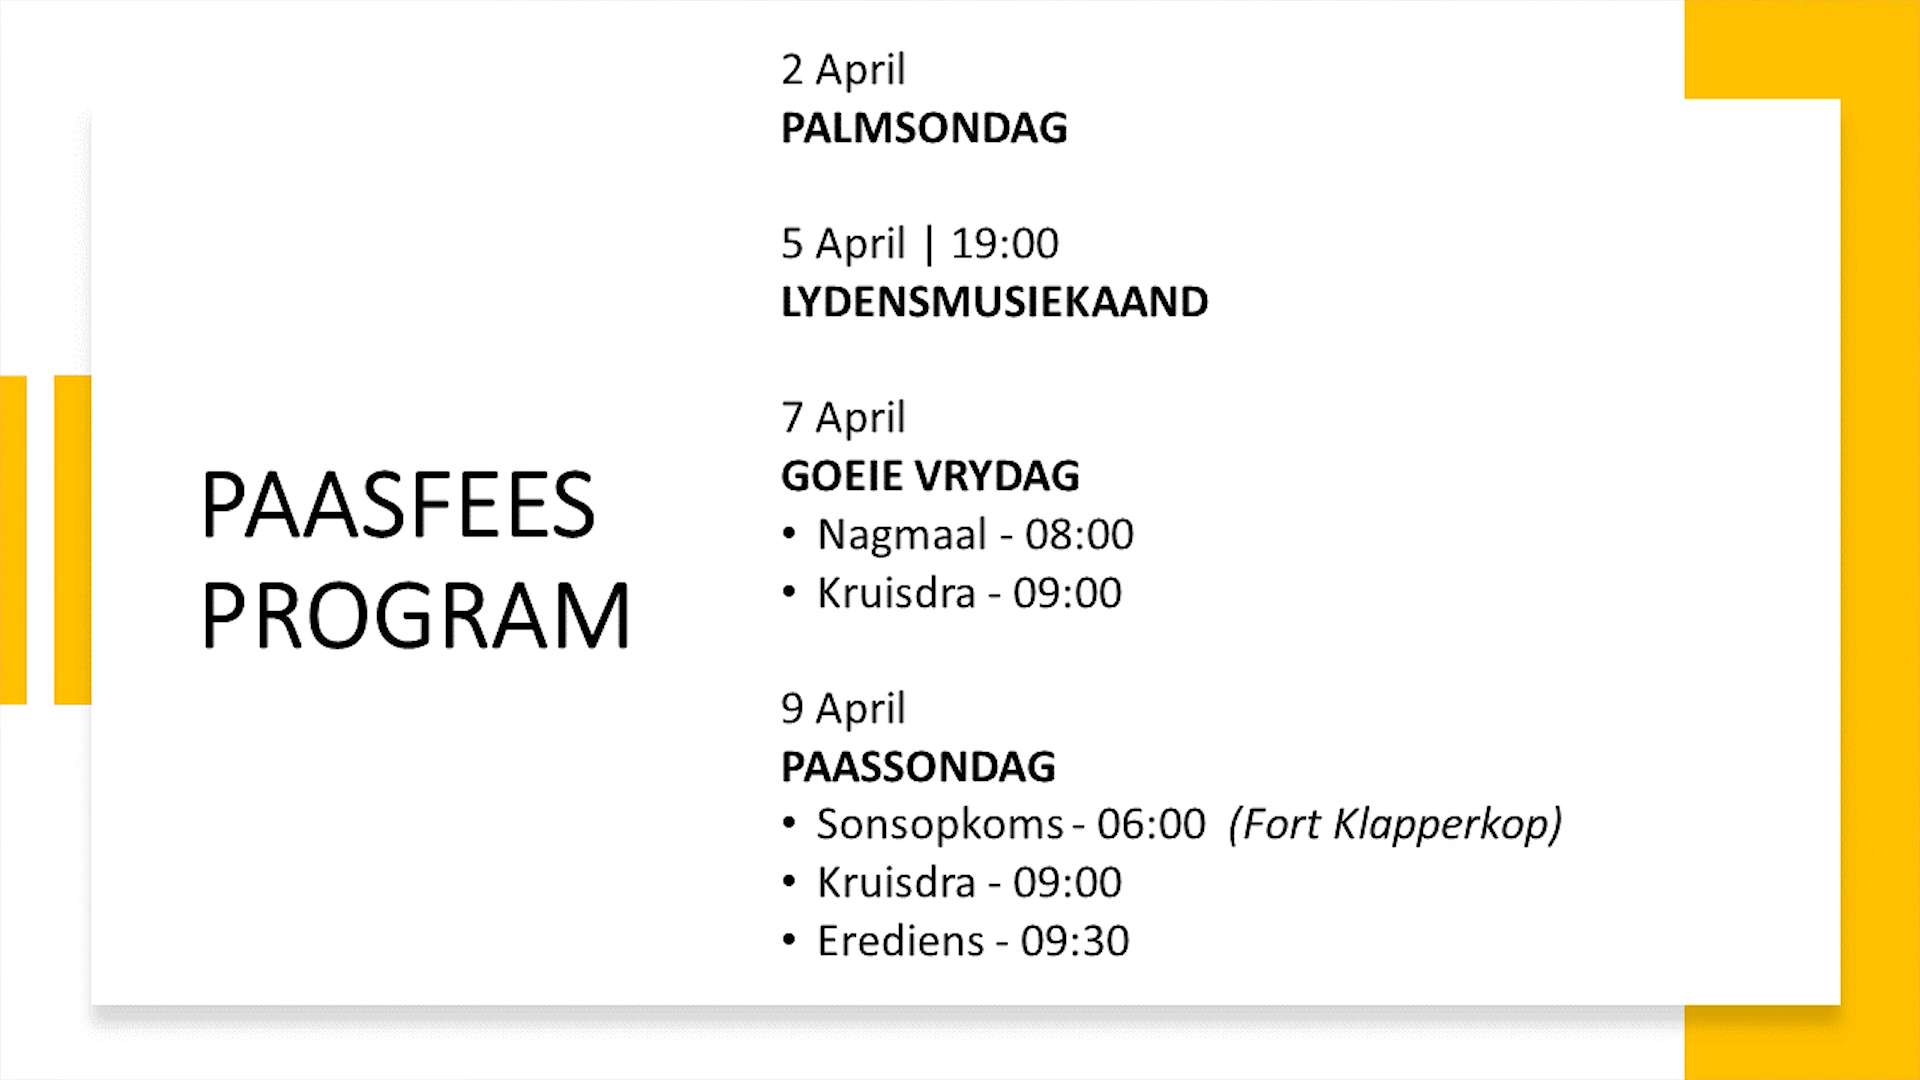 PAASFEES
PROGRAM
2 April
PALMSONDAG
5 April | 19:00
LYDENSMUSIEKAAND
7 April
GOEIE VRYDAG
• Nagmaal - 08:00
• Kruisdra - 09:00
9 April
PAASSONDAG
• Sonsopkoms - 06:00 (Fort Klapperkop)
• Kruisdra - 09:00
• Erediens - 09:30